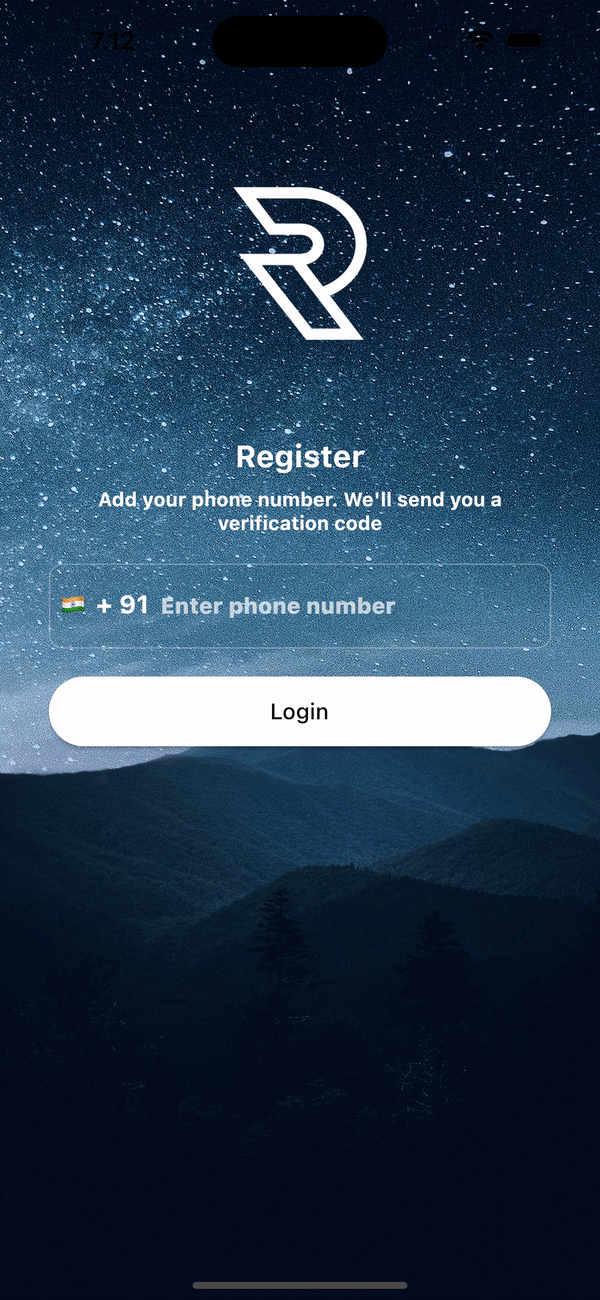 7.12
Register
Add your phone number. We'll send you a
verification code
+ 91 Enter phone number
Login